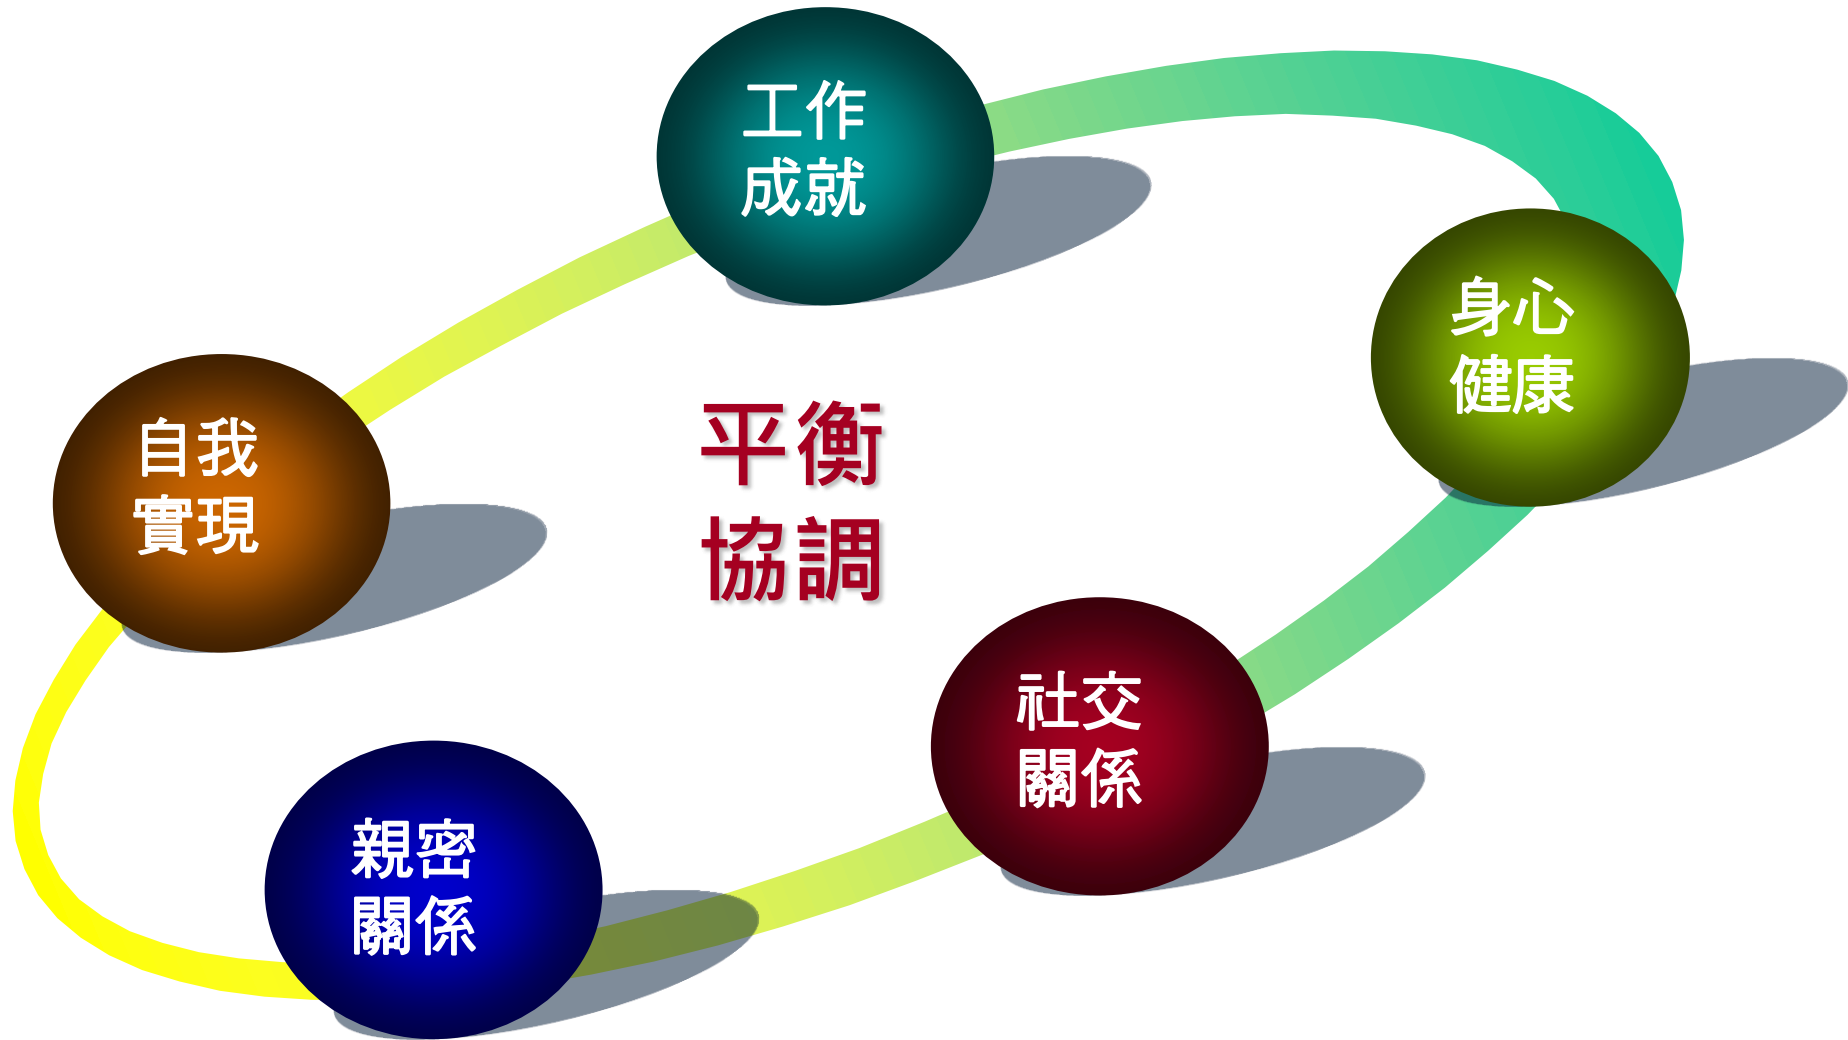 工作
成就
身心
健康
自我
實現
平衡
協調
社交
關係
親密
關係